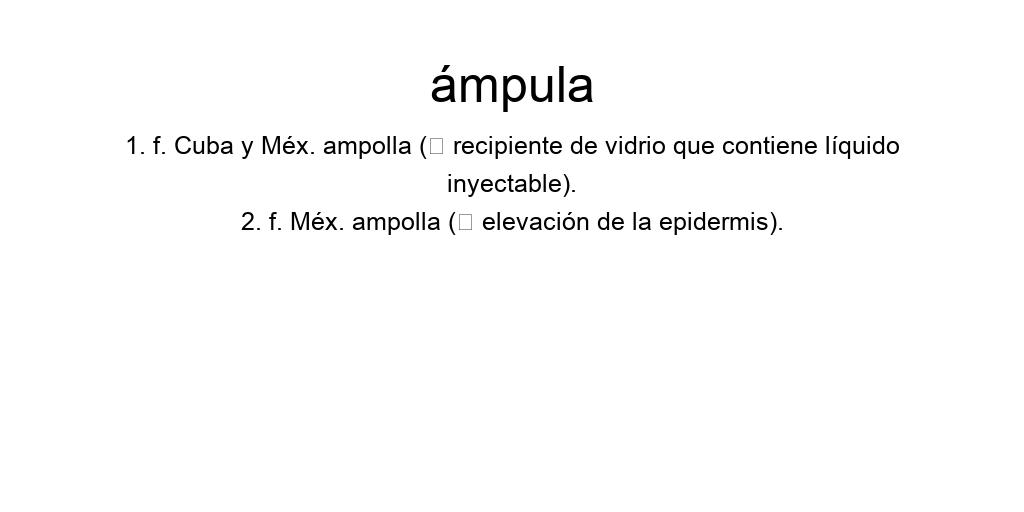 ámpula
1. f. Cuba y Méx. ampolla (□ recipiente de vidrio que contiene líquido
inyectable).
2. f. Méx. ampolla (□ elevación de la epidermis).